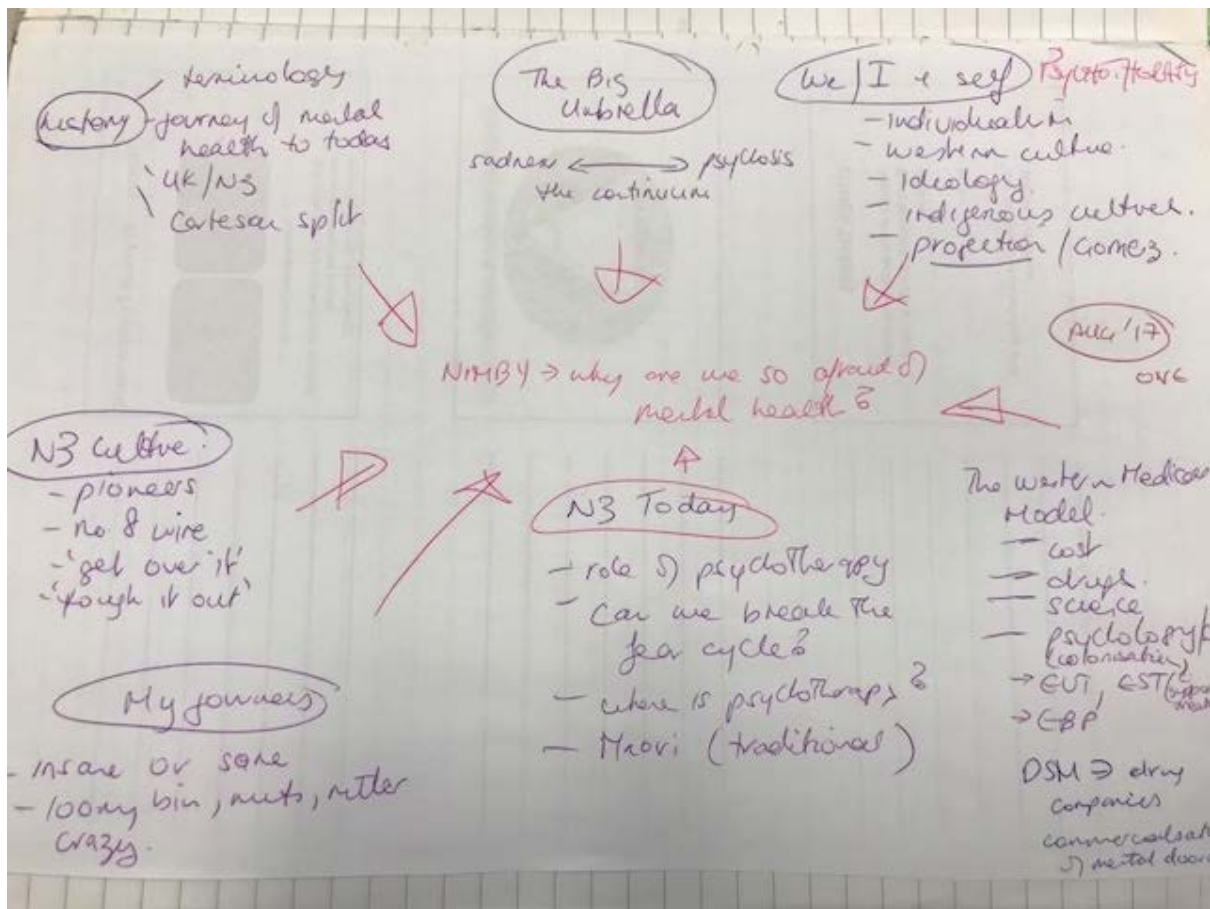 History
- terminology
- journey of mental
health to today
- UK/NZ
- Cartesan split
The Big
Umbrella
sadness ⟷ psychosis
the continuum
We/I + self
- individualism
- western culture.
- Ideology
- indigenous cultures.
- projection / Gomez.
Aug '17
NIMBY → why are we so afraid of
mental health?
NZ culture.
- pioneers
- no 8 wire
- 'get over it'
- 'tough it out'
NZ Today
- role of psychotherapy
- Can we break the
fear cycle?
- where is psychotherapy?
- Maori (traditional)
The western Medical
Model.
- cost
- drugs.
- science
- psychology
(colonisation)
→ EVT, EST
→ EBP
DSM → drug
companies
of mental
My journey
- insane or sane
- loony bin, nuts, nutter
crazy.